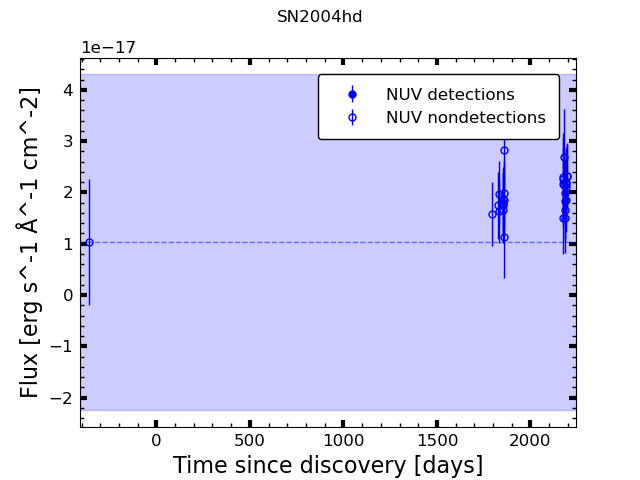 SN2004hd
1e−17
4
3
2
1
0
−1
−2
Flux [erg s^-1 Å^-1 cm^-2]
NUV detections
NUV nondetections
0
500
1000
1500
2000
Time since discovery [days]